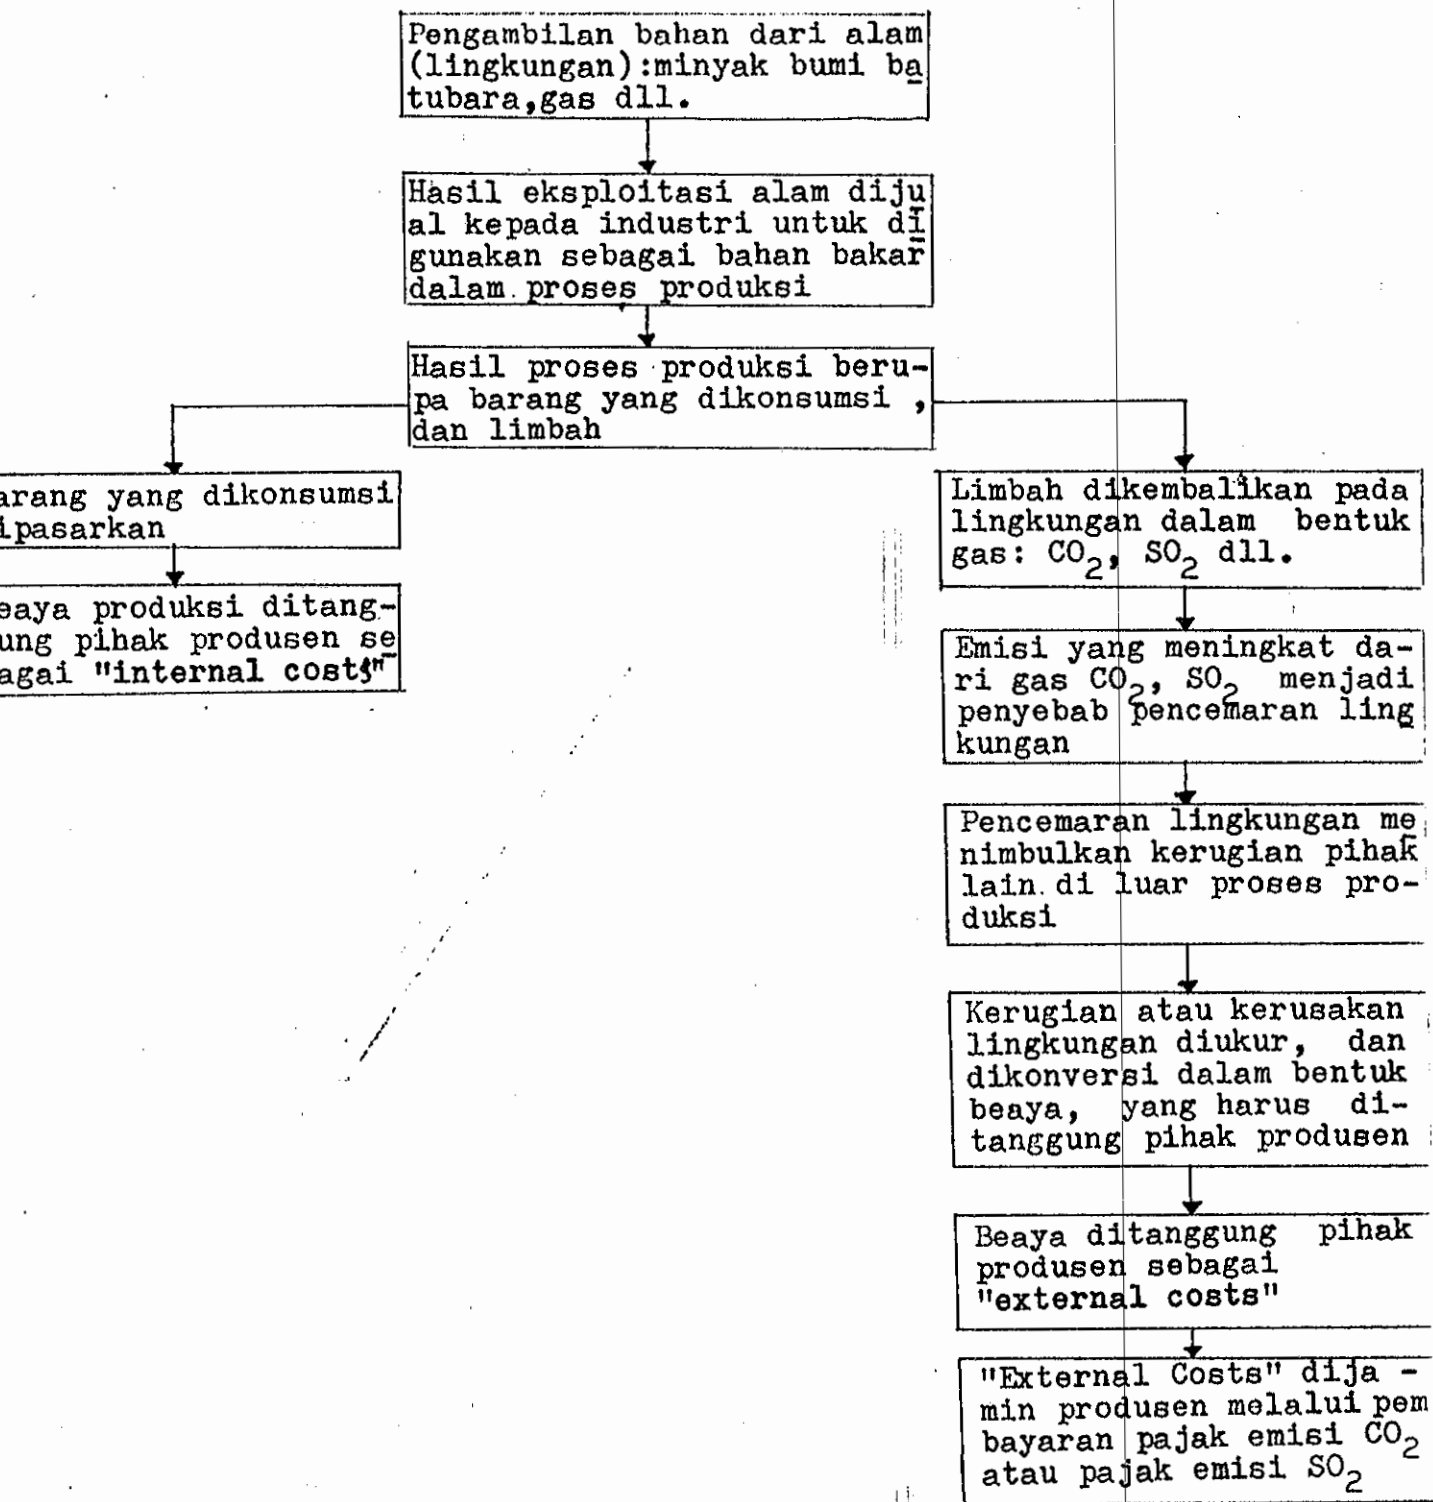 Pengambilan bahan dari alam
(lingkungan):minyak bumi ba
tubara,gas dll.
Hasil eksploitasi alam diju
al kepada industri untuk di
gunakan sebagai bahan bakar
dalam proses produksi
Hasil proses produksi beru-
pa barang yang dikonsumsi ,
dan limbah
arang yang dikonsumsi
ipasarkan
eaya produksi ditang-
ung pihak produsen se
agai "internal costs"
Limbah dikembalikan pada
lingkungan dalam bentuk
gas: CO2, SO2 dll.
Emisi yang meningkat da-
ri gas CO2, SO2 menjadi
penyebab pencemaran ling
kungan
Pencemaran lingkungan me
nimbulkan kerugian pihak
lain di luar proses pro-
duksi
Kerugian atau kerusakan
lingkungan diukur, dan
dikonversi dalam bentuk
beaya, yang harus di-
tanggung pihak produsen
Beaya ditanggung pihak
produsen sebagai
"external costs"
"External Costs" dija -
min produsen melalui pem
bayaran pajak emisi CO2
atau pajak emisi SO2